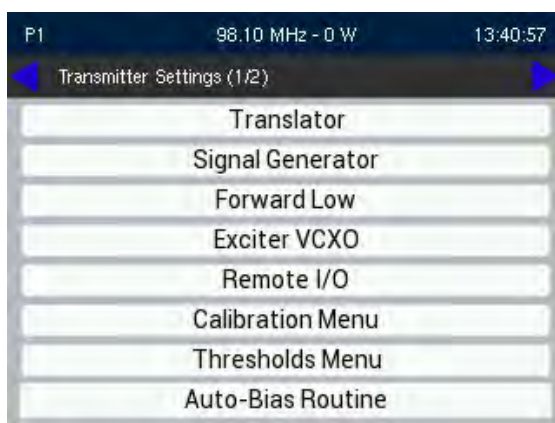 P1 98.10 MHz - 0 W 13:40:57
Transmitter Settings (1/2)
Translator
Signal Generator
Forward Low
Exciter VCXO
Remote I/O
Calibration Menu
Thresholds Menu
Auto-Bias Routine